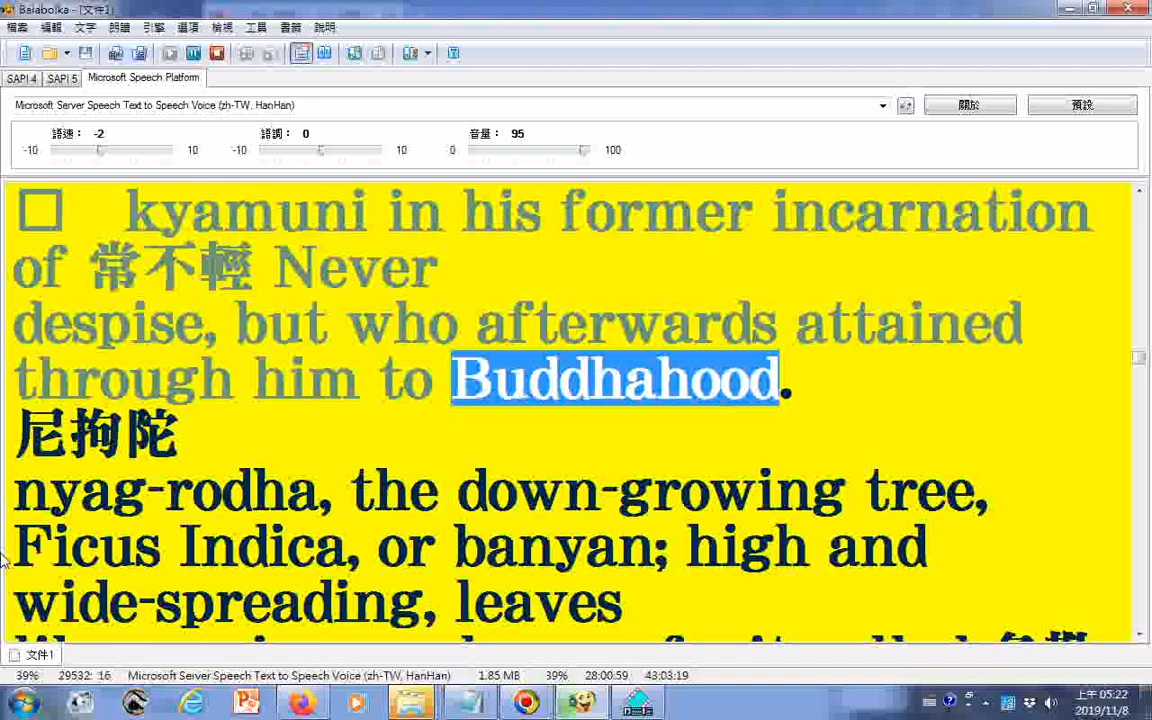 Balabolka - [文件1]
檔案 編輯 文字 朗讀 引擎 選項 檢視 工具 書籤 說明
SAPI 4 SAPI 5 Microsoft Speech Platform
Microsoft Server Speech Text to Speech Voice (zh-TW, HanHan) 關於 預設
語速: -2 語調: 0 音量: 95
-10 10 -10 10 0 100
□ kyamuni in his former incarnation
of 常不輕 Never
despise, but who afterwards attained
through him to Buddhahood.
尼拘陀
nyag-rodha, the down-growing tree,
Ficus Indica, or banyan; high and
wide-spreading, leaves
文件1
39% 29532: 16 Microsoft Server Speech Text to Speech Voice (zh-TW, HanHan) 1.85 MB 39% 28:00:59 43:03:19
上午 05:22
2019/11/8